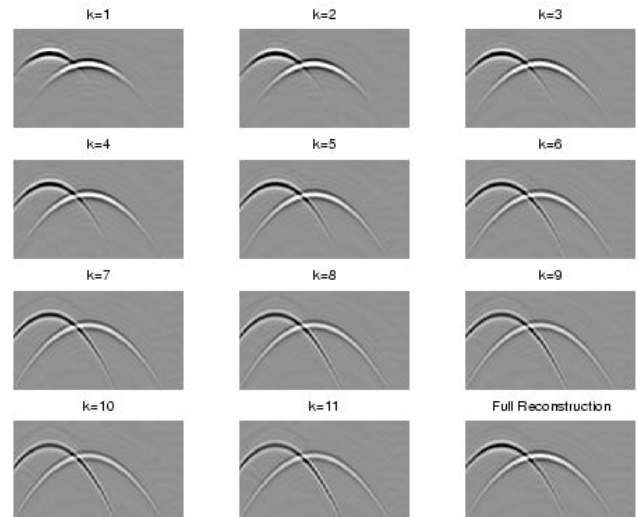 k=1
k=2
k=3
k=4
k=5
k=6
k=7
k=8
k=9
k=10
k=11
Full Reconstruction